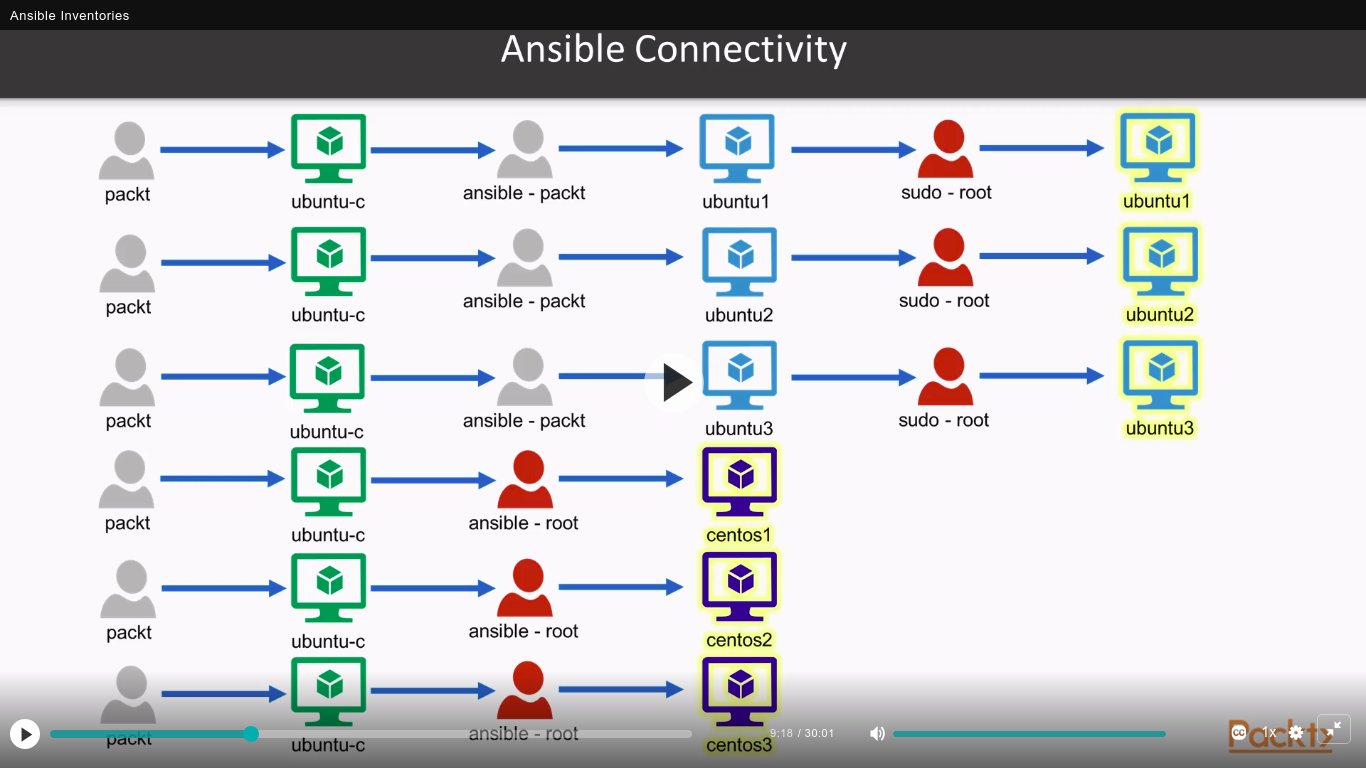 Ansible Inventories
Ansible Connectivity
packt
ubuntu-c
ansible - packt
ubuntu1
sudo - root
ubuntu1
packt
ubuntu-c
ansible - packt
ubuntu2
sudo - root
ubuntu2
packt
ubuntu-c
ansible - packt
ubuntu3
sudo - root
ubuntu3
packt
ubuntu-c
ansible - root
centos1
packt
ubuntu-c
ansible - root
centos2
packt
ubuntu-c
ansible - root
centos3
9:18 / 30:01
CC
1x
Packt>